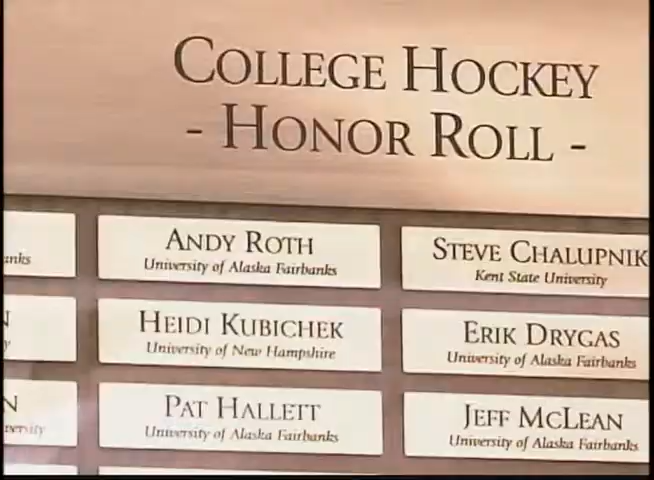 COLLEGE HOCKEY
- HONOR ROLL -
ANDY ROTH
University of Alaska Fairbanks
STEVE CHALUPNIK
Kent State University
HEIDI KUBICHEK
University of New Hampshire
ERIK DRYGAS
University of Alaska Fairbanks
PAT HALLETT
University of Alaska Fairbanks
JEFF MCLEAN
University of Alaska Fairbanks